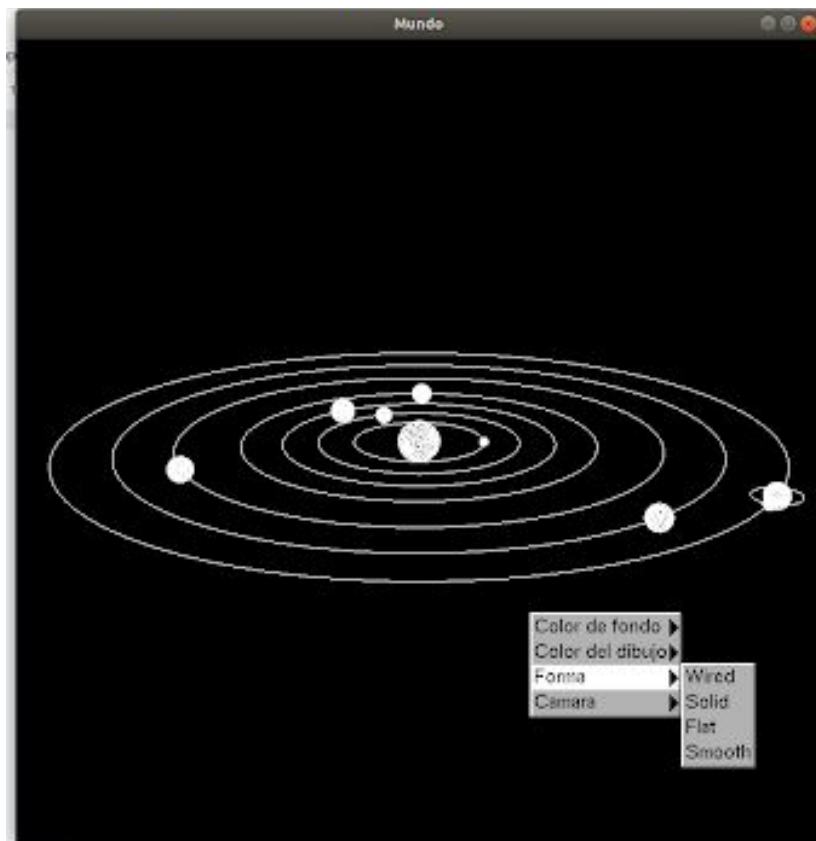 Mundo
Color de fondo
Color del dibujo
Forma
Camara
Wired
Solid
Flat
Smooth